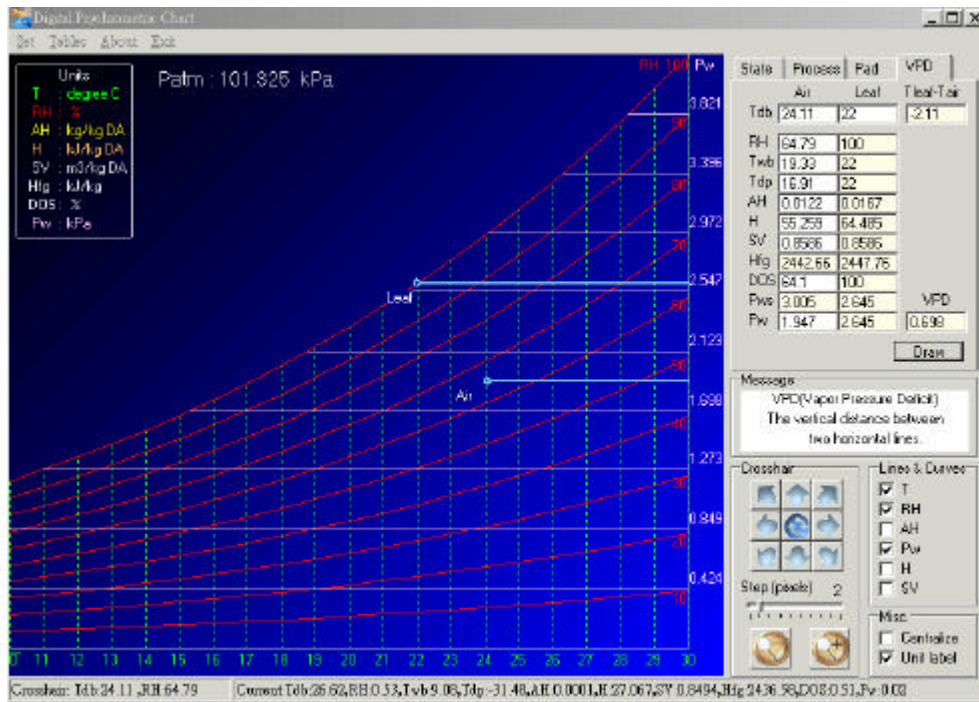 Digital Psychrometric Chart
Set Tables About Exit
Units
T : degree C
RH : %
AH : kg/kg DA
H : kJ/kg DA
SV : m3/kg DA
Hfg : kJ/kg
DOS : %
Pw : kPa
Patm : 101.325 kPa
RH 100 Pw
90
80
70
60
50
40
30
20
10
3.821
3.396
2.972
2.547
2.123
1.698
1.273
0.849
0.424
Leaf
Air
11 12 13 14 15 16 17 18 19 20 21 22 23 24 25 26 27 28 29 30
State Process Pad VPD
Air Leaf Tleaf-Tair
Tdb 24.11 22 -2.11
RH 64.79 100
Twb 19.33 22
Tdp 16.91 22
AH 0.0122 0.0167
H 55.259 64.485
SV 0.8586 0.8586
Hfg 2442.66 2447.76
DOS 64.1 100
Pws 3.005 2.645 VPD
Pw 1.947 2.645 0.698
Draw
Message
VPD(Vapor Pressure Deficit)
The vertical distance between
two horizontal lines.
Crosshair
Step (pixels) 2
Lines & Curves
T
RH
AH
Pw
H
SV
Misc
Centralize
Unit label
Crosshair: Tdb:24.11 ,RH:64.79
Current Tdb:26.62,RH:0.53,Twb:9.08,Tdp:-31.48,AH:0.0001,H:27.067,SV:0.8494,Hfg:2436.58,DOS:0.51,Pw:0.02